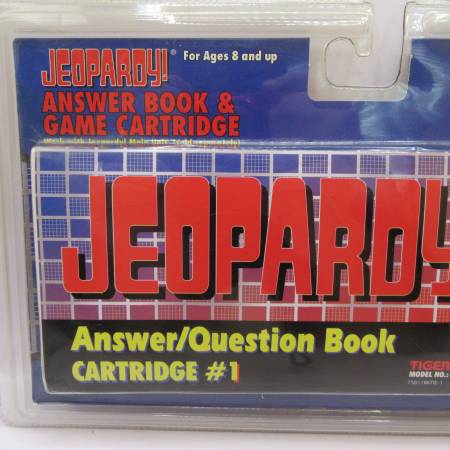 JEOPARDY!®
For Ages 8 and up
ANSWER BOOK &
GAME CARTRIDGE
JEOPARDY
Answer/Question Book
CARTRIDGE #1
TIGER
MODEL NO.: